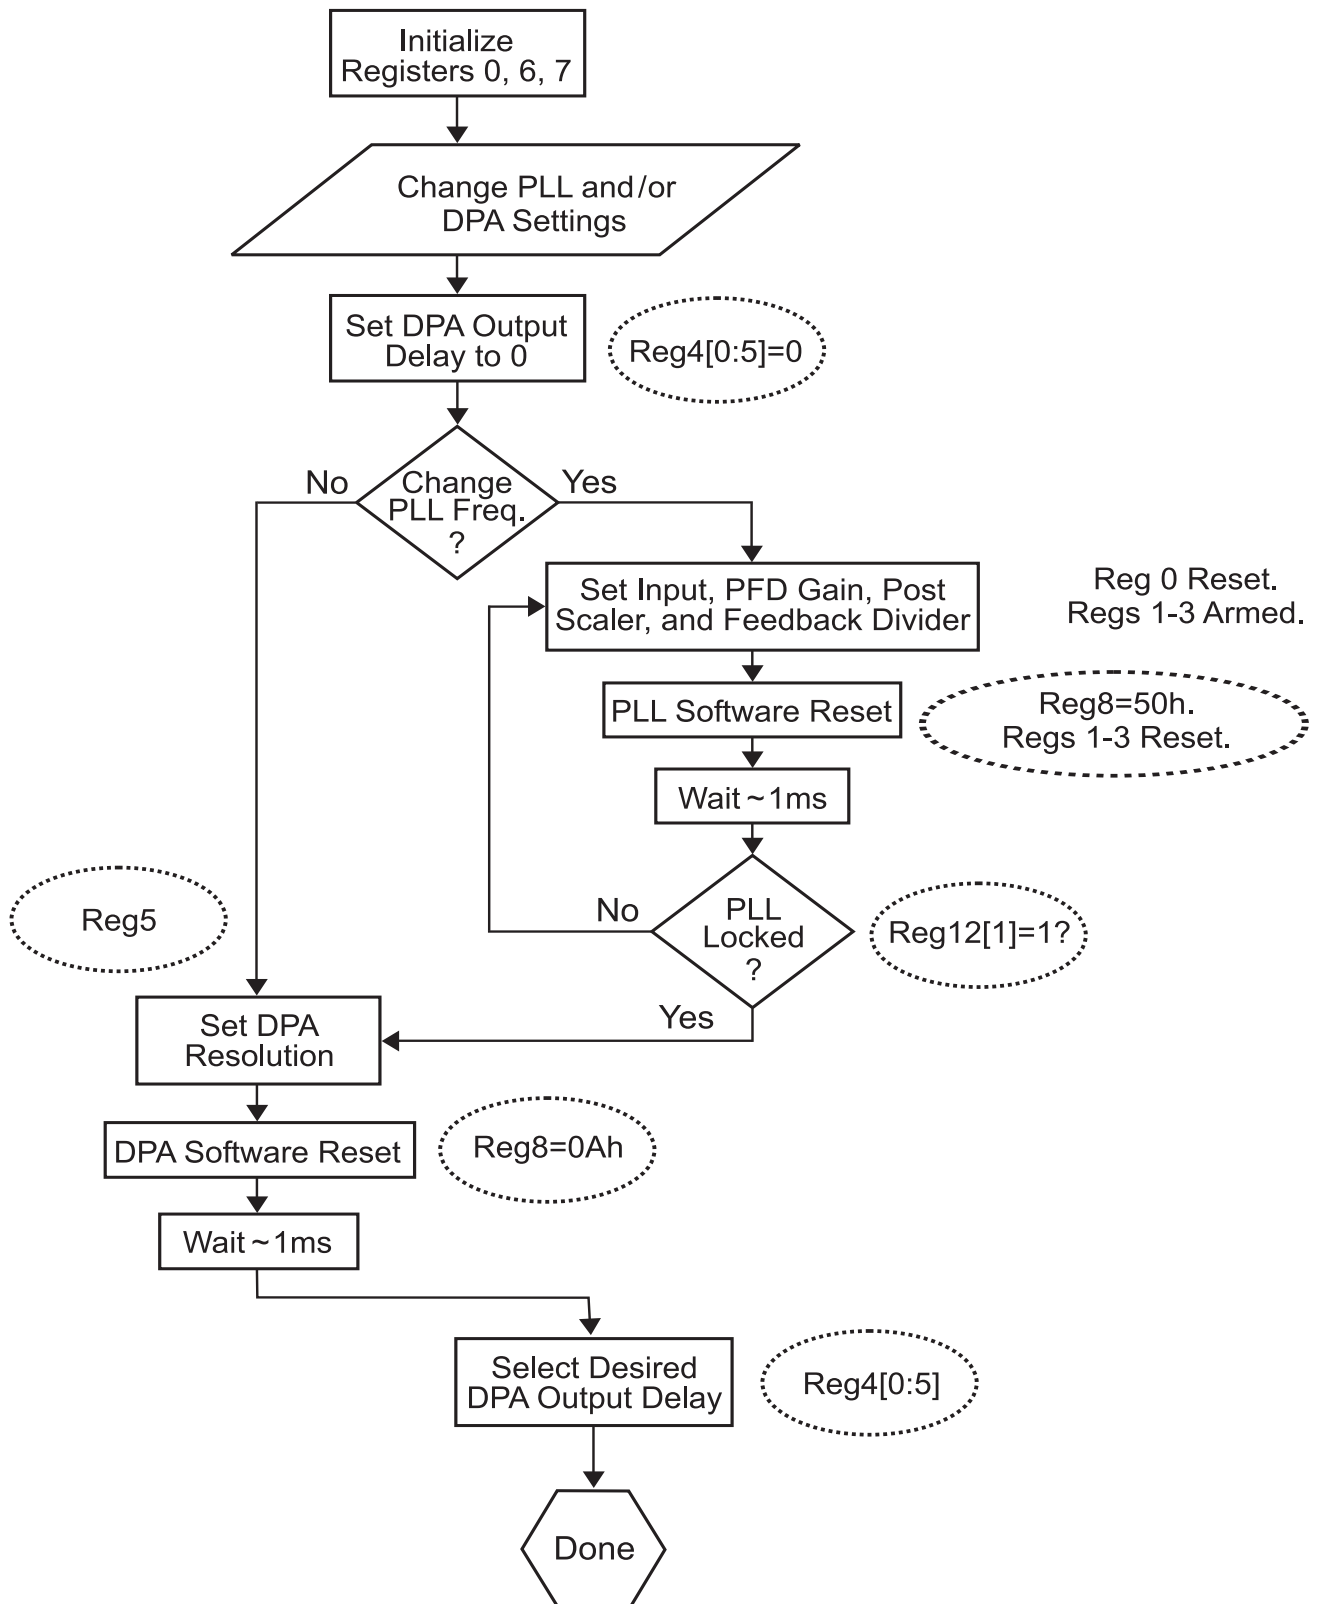 Initialize
Registers 0, 6, 7
Change PLL and/or
DPA Settings
Set DPA Output
Delay to 0
Reg4[0:5]=0
No
Change
PLL Freq.
?
Yes
Set Input, PFD Gain, Post
Scaler, and Feedback Divider
Reg 0 Reset.
Regs 1-3 Armed.
PLL Software Reset
Reg8=50h.
Regs 1-3 Reset.
Wait ~ 1ms
No
PLL
Locked
?
Reg12[1]=1?
Reg5
Yes
Set DPA
Resolution
DPA Software Reset
Reg8=0Ah
Wait ~ 1ms
Select Desired
DPA Output Delay
Reg4[0:5]
Done